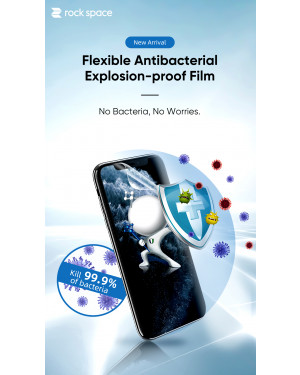 rock space
New Arrival
Flexible Antibacterial
Explosion-proof Film
No Bacteria, No Worries.
Kill 99.9%
of bacteria